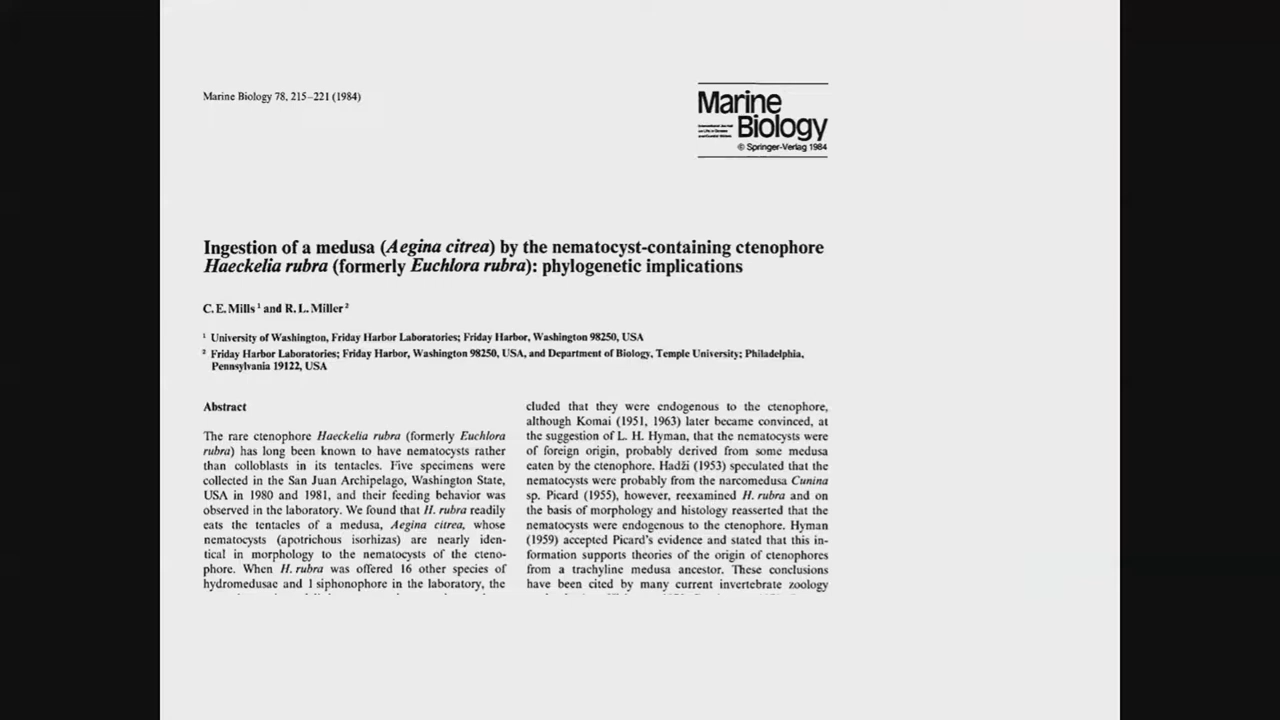 Marine Biology 78, 215–221 (1984)
Marine
Biology
© Springer-Verlag 1984
Ingestion of a medusa (Aegina citrea) by the nematocyst-containing ctenophore
Haeckelia rubra (formerly Euchlora rubra): phylogenetic implications
C. E. Mills ¹ and R. L. Miller ²
¹ University of Washington, Friday Harbor Laboratories; Friday Harbor, Washington 98250, USA
² Friday Harbor Laboratories; Friday Harbor, Washington 98250, USA, and Department of Biology, Temple University; Philadelphia,
Pennsylvania 19122, USA
Abstract
The rare ctenophore Haeckelia rubra (formerly Euchlora
rubra) has long been known to have nematocysts rather
than colloblasts in its tentacles. Five specimens were
collected in the San Juan Archipelago, Washington State,
USA in 1980 and 1981, and their feeding behavior was
observed in the laboratory. We found that H. rubra readily
eats the tentacles of a medusa, Aegina citrea, whose
nematocysts (apotrichous isorhizas) are nearly iden-
tical in morphology to the nematocysts of the cteno-
phore. When H. rubra was offered 16 other species of
hydromedusae and 1 siphonophore in the laboratory, the
cluded that they were endogenous to the ctenophore,
although Komai (1951, 1963) later became convinced, at
the suggestion of L. H. Hyman, that the nematocysts were
of foreign origin, probably derived from some medusa
eaten by the ctenophore. Hadži (1953) speculated that the
nematocysts were probably from the narcomedusa Cunina
sp. Picard (1955), however, reexamined H. rubra and on
the basis of morphology and histology reasserted that the
nematocysts were endogenous to the ctenophore. Hyman
(1959) accepted Picard's evidence and stated that this in-
formation supports theories of the origin of ctenophores
from a trachyline medusa ancestor. These conclusions
have been cited by many current invertebrate zoology